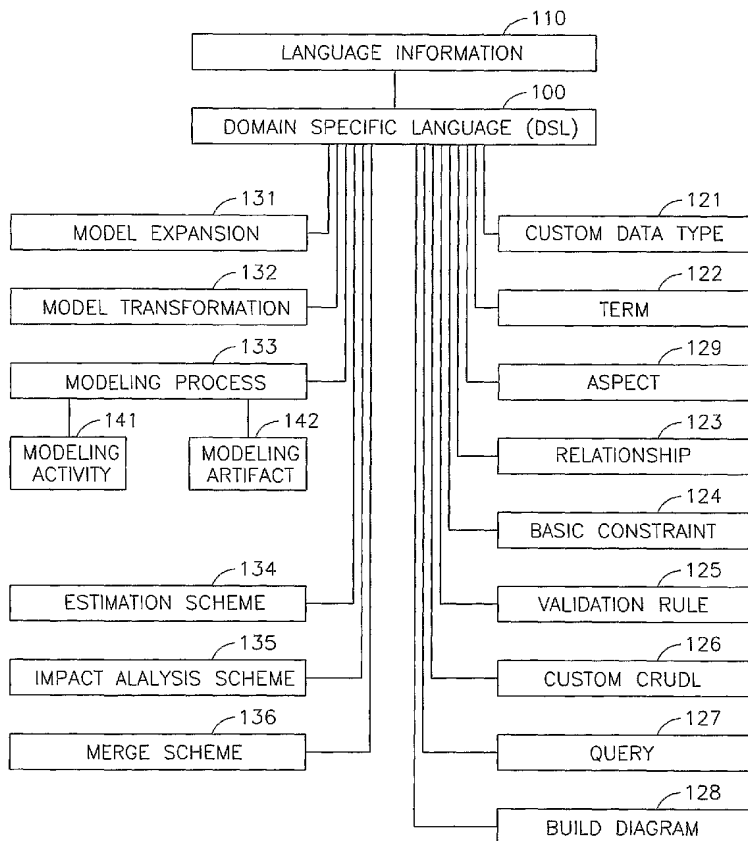 110
LANGUAGE INFORMATION
100
DOMAIN SPECIFIC LANGUAGE (DSL)
131
MODEL EXPANSION
132
MODEL TRANSFORMATION
133
MODELING PROCESS
141
MODELING
ACTIVITY
142
MODELING
ARTIFACT
134
ESTIMATION SCHEME
135
IMPACT ALALYSIS SCHEME
136
MERGE SCHEME
121
CUSTOM DATA TYPE
122
TERM
129
ASPECT
123
RELATIONSHIP
124
BASIC CONSTRAINT
125
VALIDATION RULE
126
CUSTOM CRUDL
127
QUERY
128
BUILD DIAGRAM